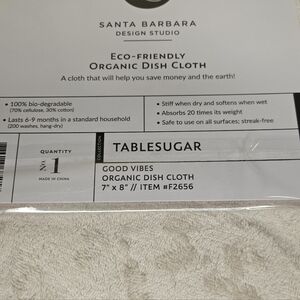 SANTA BARBARA
DESIGN STUDIO
ECO-FRIENDLY
ORGANIC DISH CLOTH
A cloth that will help you save money and the earth!
• 100% bio-degradable
(70% cellulose, 30% cotton)
• Lasts 6-9 months in a standard household
(200 washes, hang-dry)
• Stiff when dry and softens when wet
• Absorbs 20 times its weight
• Safe to use on all surfaces; streak-free
QUANTITY
No. 1
MADE IN CHINA
COLLECTION
TABLESUGAR
GOOD VIBES
ORGANIC DISH CLOTH
7" x 8" // ITEM #F2656